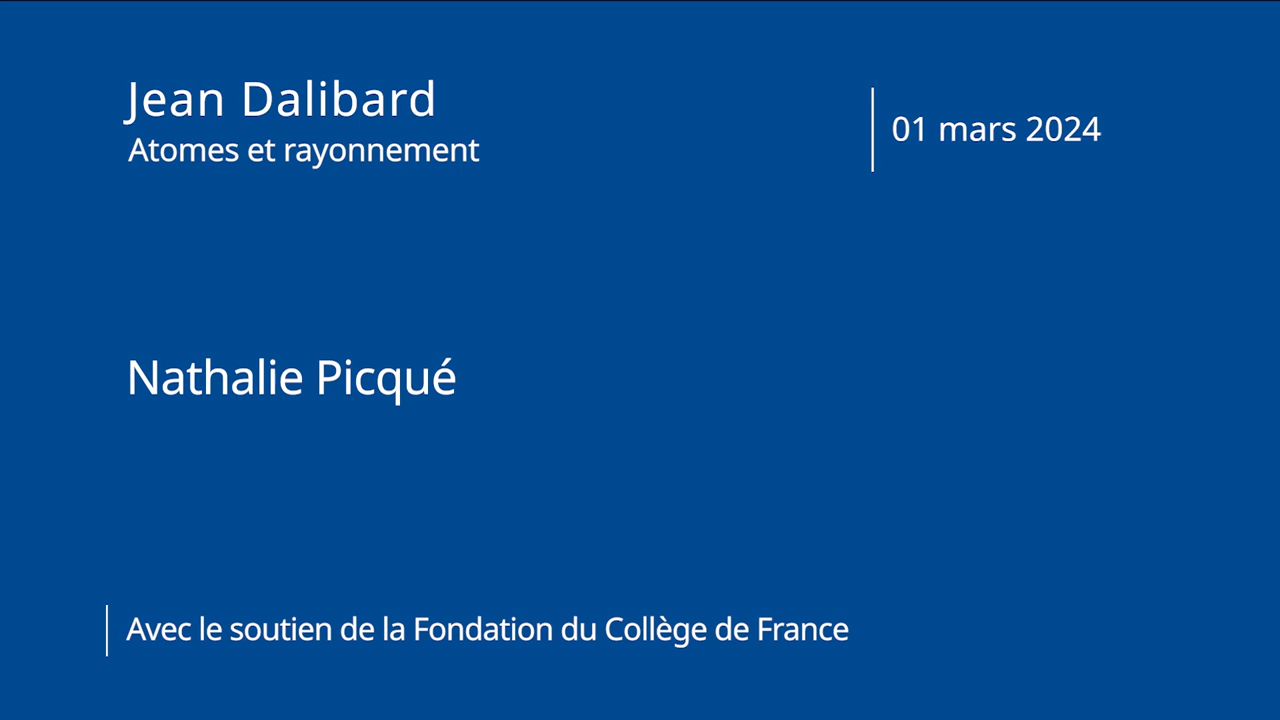 Jean Dalibard
Atomes et rayonnement
01 mars 2024
Nathalie Picqué
Avec le soutien de la Fondation du Collège de France